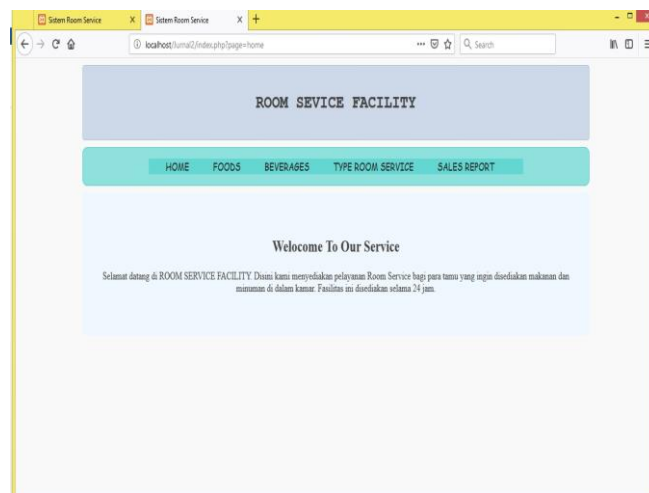 Sistem Room Service X Sistem Room Service X +
localhost/turnal2/index.php?page=home ... Search
ROOM SEVICE FACILITY
HOME FOODS BEVERAGES TYPE ROOM SERVICE SALES REPORT
Welocome To Our Service
Selamat datang di ROOM SERVICE FACILITY. Disini kami menyediakan pelayanan Room Service bagi para tamu yang ingin disediakan makanan dan
minuman di dalam kamar. Fasilitas ini disediakan selama 24 jam.